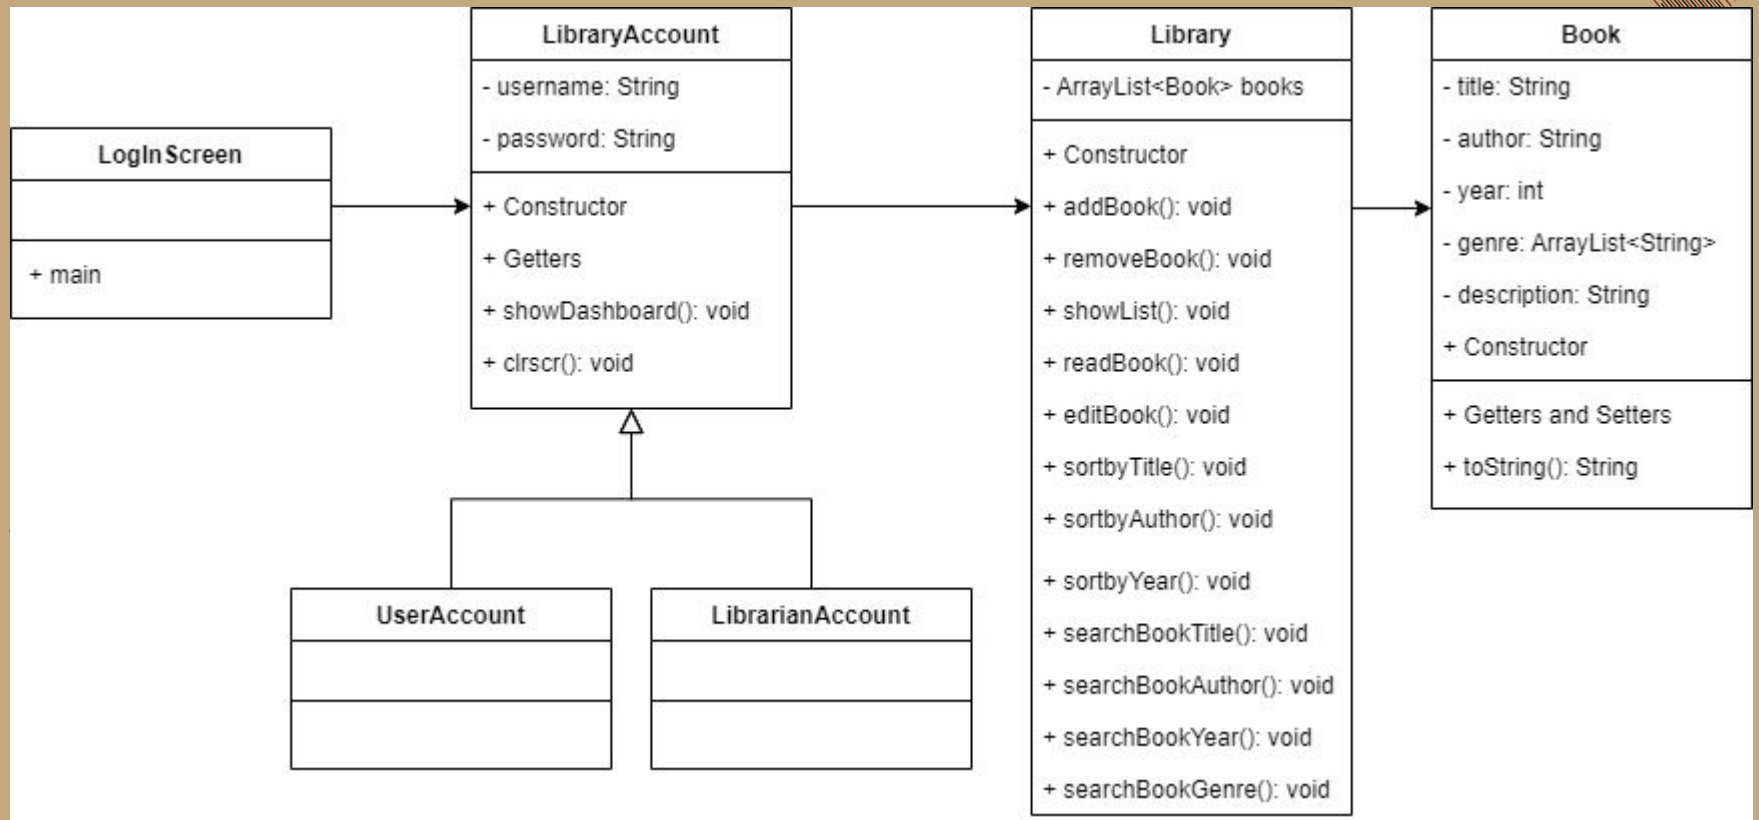 LogInScreen
+ main
LibraryAccount
- username: String
- password: String
+ Constructor
+ Getters
+ showDashboard(): void
+ clrscr(): void
UserAccount
LibrarianAccount
Library
- ArrayList<Book> books
+ Constructor
+ addBook(): void
+ removeBook(): void
+ showList(): void
+ readBook(): void
+ editBook(): void
+ sortbyTitle(): void
+ sortbyAuthor(): void
+ sortbyYear(): void
+ searchBookTitle(): void
+ searchBookAuthor(): void
+ searchBookYear(): void
+ searchBookGenre(): void
Book
- title: String
- author: String
- year: int
- genre: ArrayList<String>
- description: String
+ Constructor
+ Getters and Setters
+ toString(): String